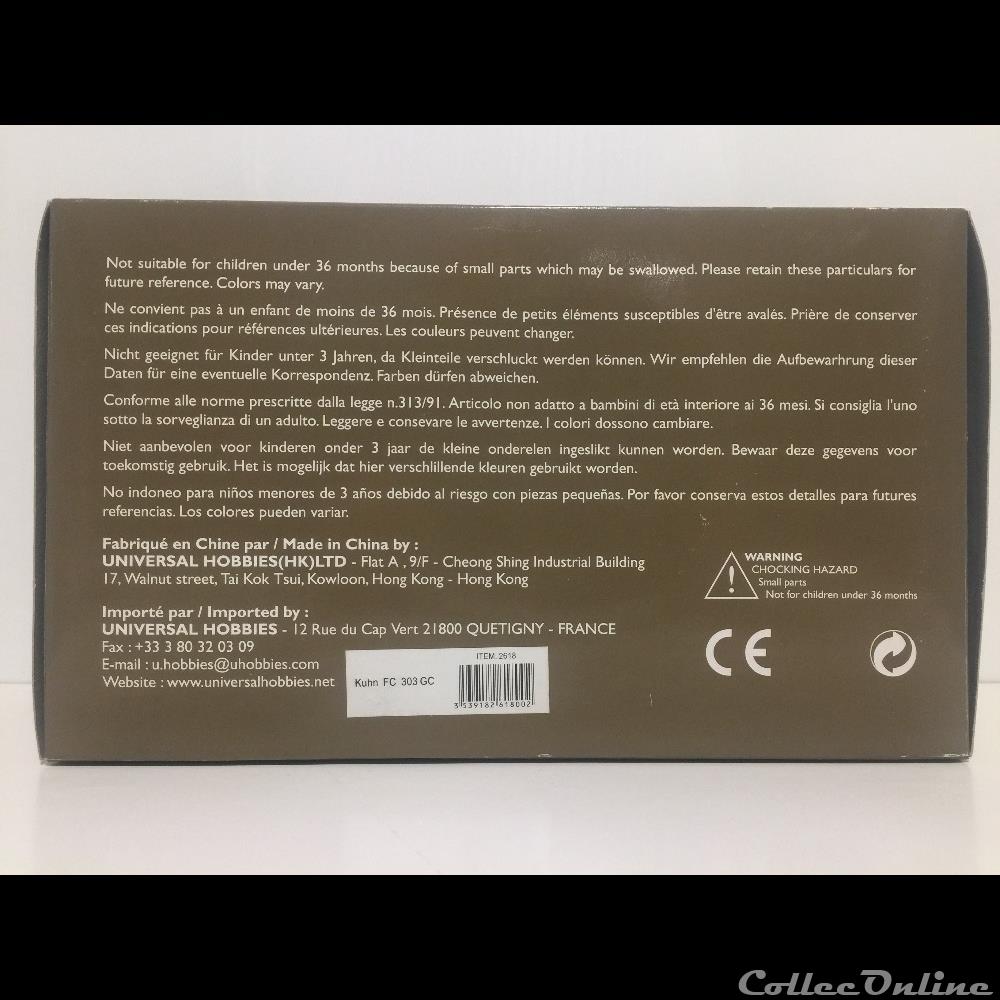 Not suitable for children under 36 months because of small parts which may be swallowed. Please retain these particulars for
future reference. Colors may vary.
Ne convient pas à un enfant de moins de 36 mois. Présence de petits éléments susceptibles d'être avalés. Prière de conserver
ces indications pour références ultérieures. Les couleurs peuvent changer.
Nicht geeignet für Kinder unter 3 Jahren, da Kleinteile verschluckt werden können. Wir empfehlen die Aufbewarhrung dieser
Daten für eine eventuelle Korrespondenz. Farben dürfen abweichen.
Conforme alle norme prescritte dalla legge n.313/91. Articolo non adatto a bambini di età interiore ai 36 mesi. Si consiglia l'uno
sotto la sorveglianza di un adulto. Leggere e consevare le avvertenze. I colori dossono cambiare.
Niet aanbevolen voor kinderen onder 3 jaar de kleine onderelen ingeslikt kunnen worden. Bewaar deze gegevens voor
toekomstig gebruik. Het is mogelijk dat hier verschlillende kleuren gebruikt worden.
No indoneo para niños menores de 3 años debido al riesgo con piezas pequeñas. Por favor conserva estos detalles para futures
referencias. Los colores pueden variar.
Fabriqué en Chine par / Made in China by :
UNIVERSAL HOBBIES(HK)LTD - Flat A , 9/F - Cheong Shing Industrial Building
17, Walnut street, Tai Kok Tsui, Kowloon, Hong Kong - Hong Kong
Importé par / Imported by :
UNIVERSAL HOBBIES - 12 Rue du Cap Vert 21800 QUETIGNY - FRANCE
Fax : +33 3 80 32 03 09
E-mail : u.hobbies@uhobbies.com
Website : www.universalhobbies.net
ITEM. 2618
Kuhn FC 303 GC
3 539182 618002
! WARNING
CHOCKING HAZARD
Small parts
Not for children under 36 months
CE
CollecOnline